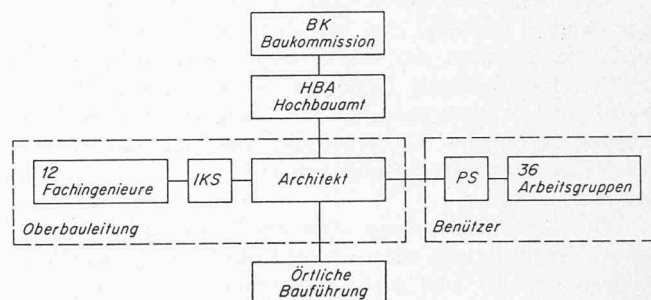 BK
Baukommission
HBA
Hochbauamt
12
Fachingenieure
IKS
Architekt
PS
36
Arbeitsgruppen
Oberbauleitung
Benützer
Örtliche
Bauführung